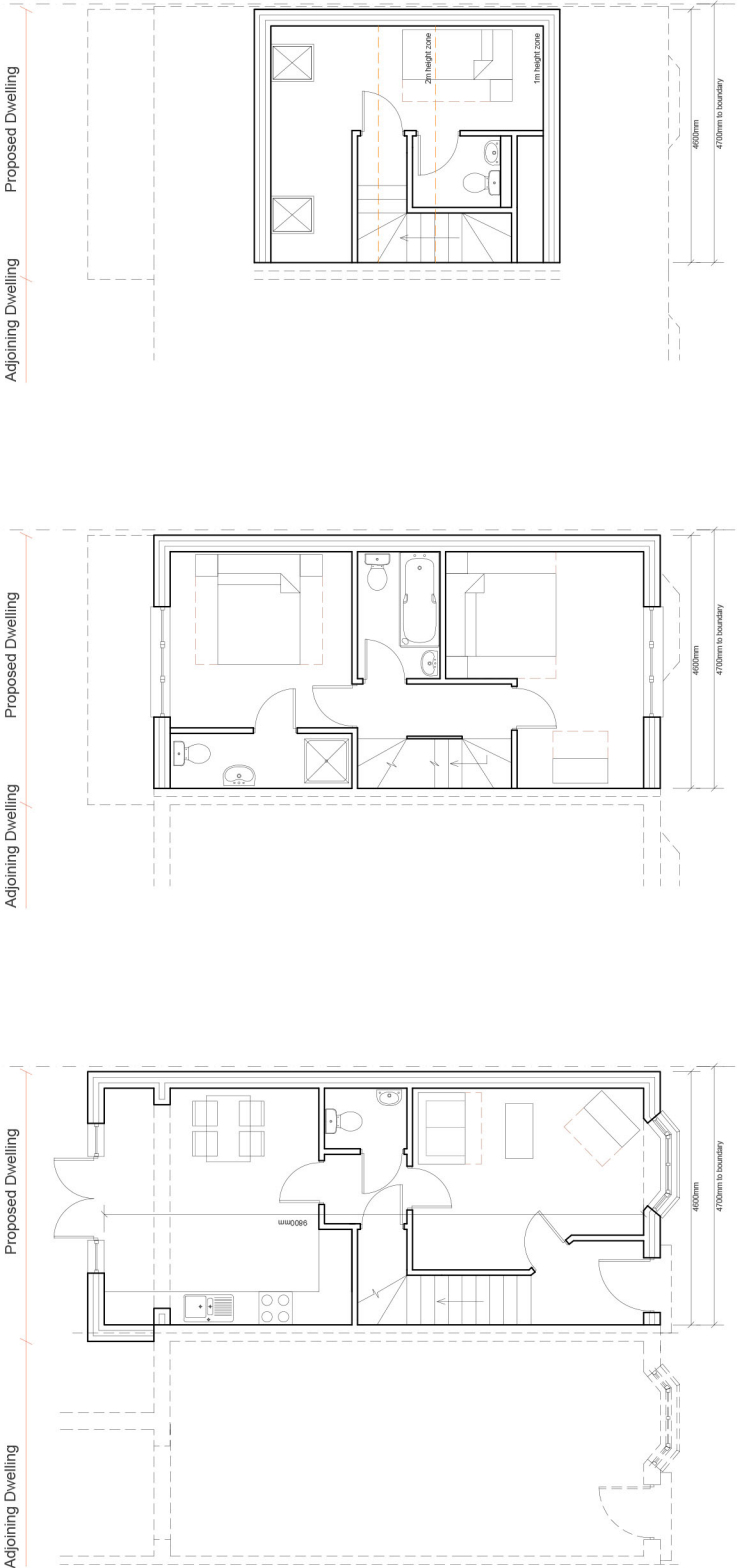 Adjoining Dwelling
Proposed Dwelling
2m height zone
1m height zone
4600mm
4700mm to boundary
Adjoining Dwelling
Proposed Dwelling
4600mm
4700mm to boundary
Adjoining Dwelling
Proposed Dwelling
9800mm
4600mm
4700mm to boundary